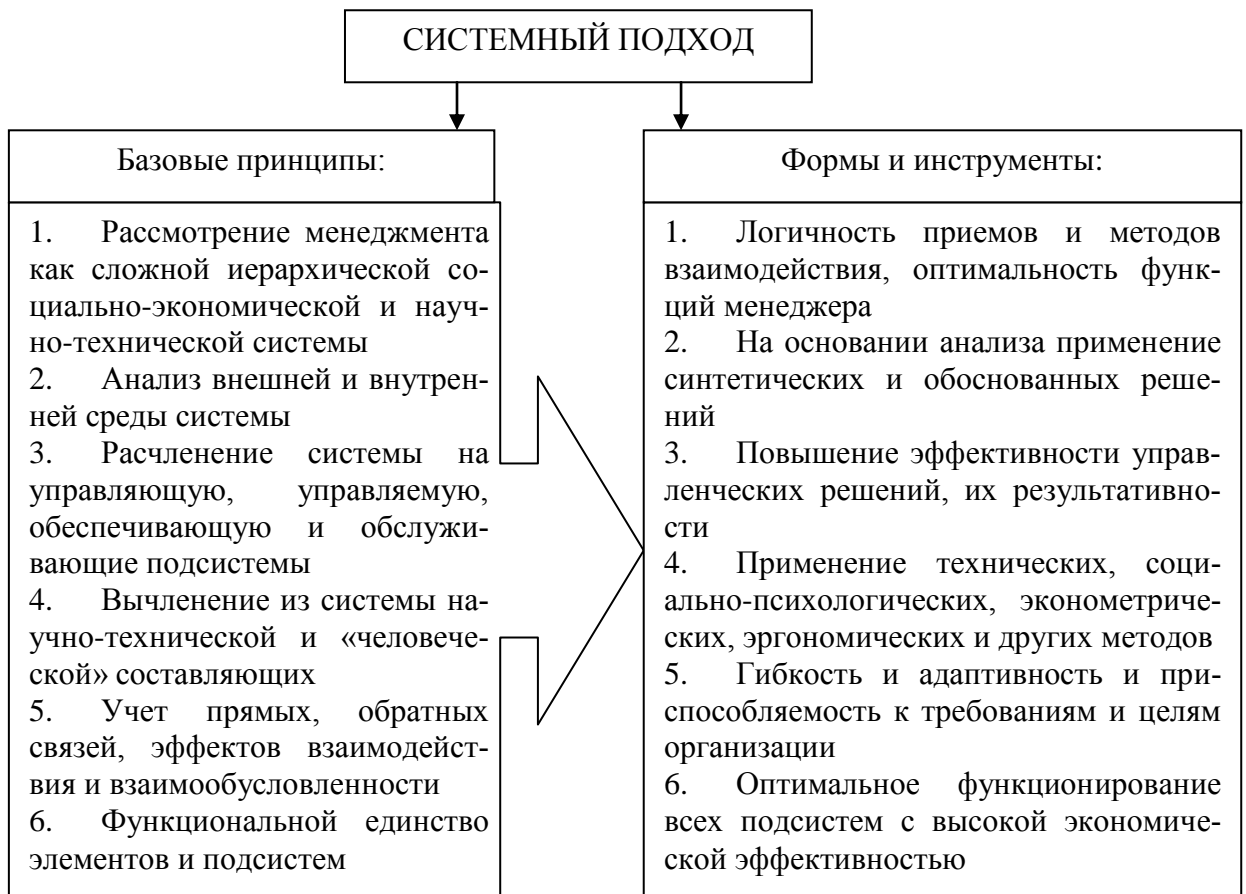 СИСТЕМНЫЙ ПОДХОД
Базовые принципы:
1. Рассмотрение менеджмента
как сложной иерархической со-
циально-экономической и науч-
но-технической системы
2. Анализ внешней и внутрен-
ней среды системы
3. Расчленение системы на
управляющую, управляемую,
обеспечивающую и обслужи-
вающие подсистемы
4. Вычленение из системы на-
учно-технической и «человече-
ской» составляющих
5. Учет прямых, обратных
связей, эффектов взаимодейст-
вия и взаимообусловленности
6. Функциональной единство
элементов и подсистем
Формы и инструменты:
1. Логичность приемов и методов
взаимодействия, оптимальность функ-
ций менеджера
2. На основании анализа применение
синтетических и обоснованных реше-
ний
3. Повышение эффективности управ-
ленческих решений, их результативно-
сти
4. Применение технических, соци-
ально-психологических, эконометриче-
ских, эргономических и других методов
5. Гибкость и адаптивность и при-
способляемость к требованиям и целям
организации
6. Оптимальное функционирование
всех подсистем с высокой экономиче-
ской эффективностью